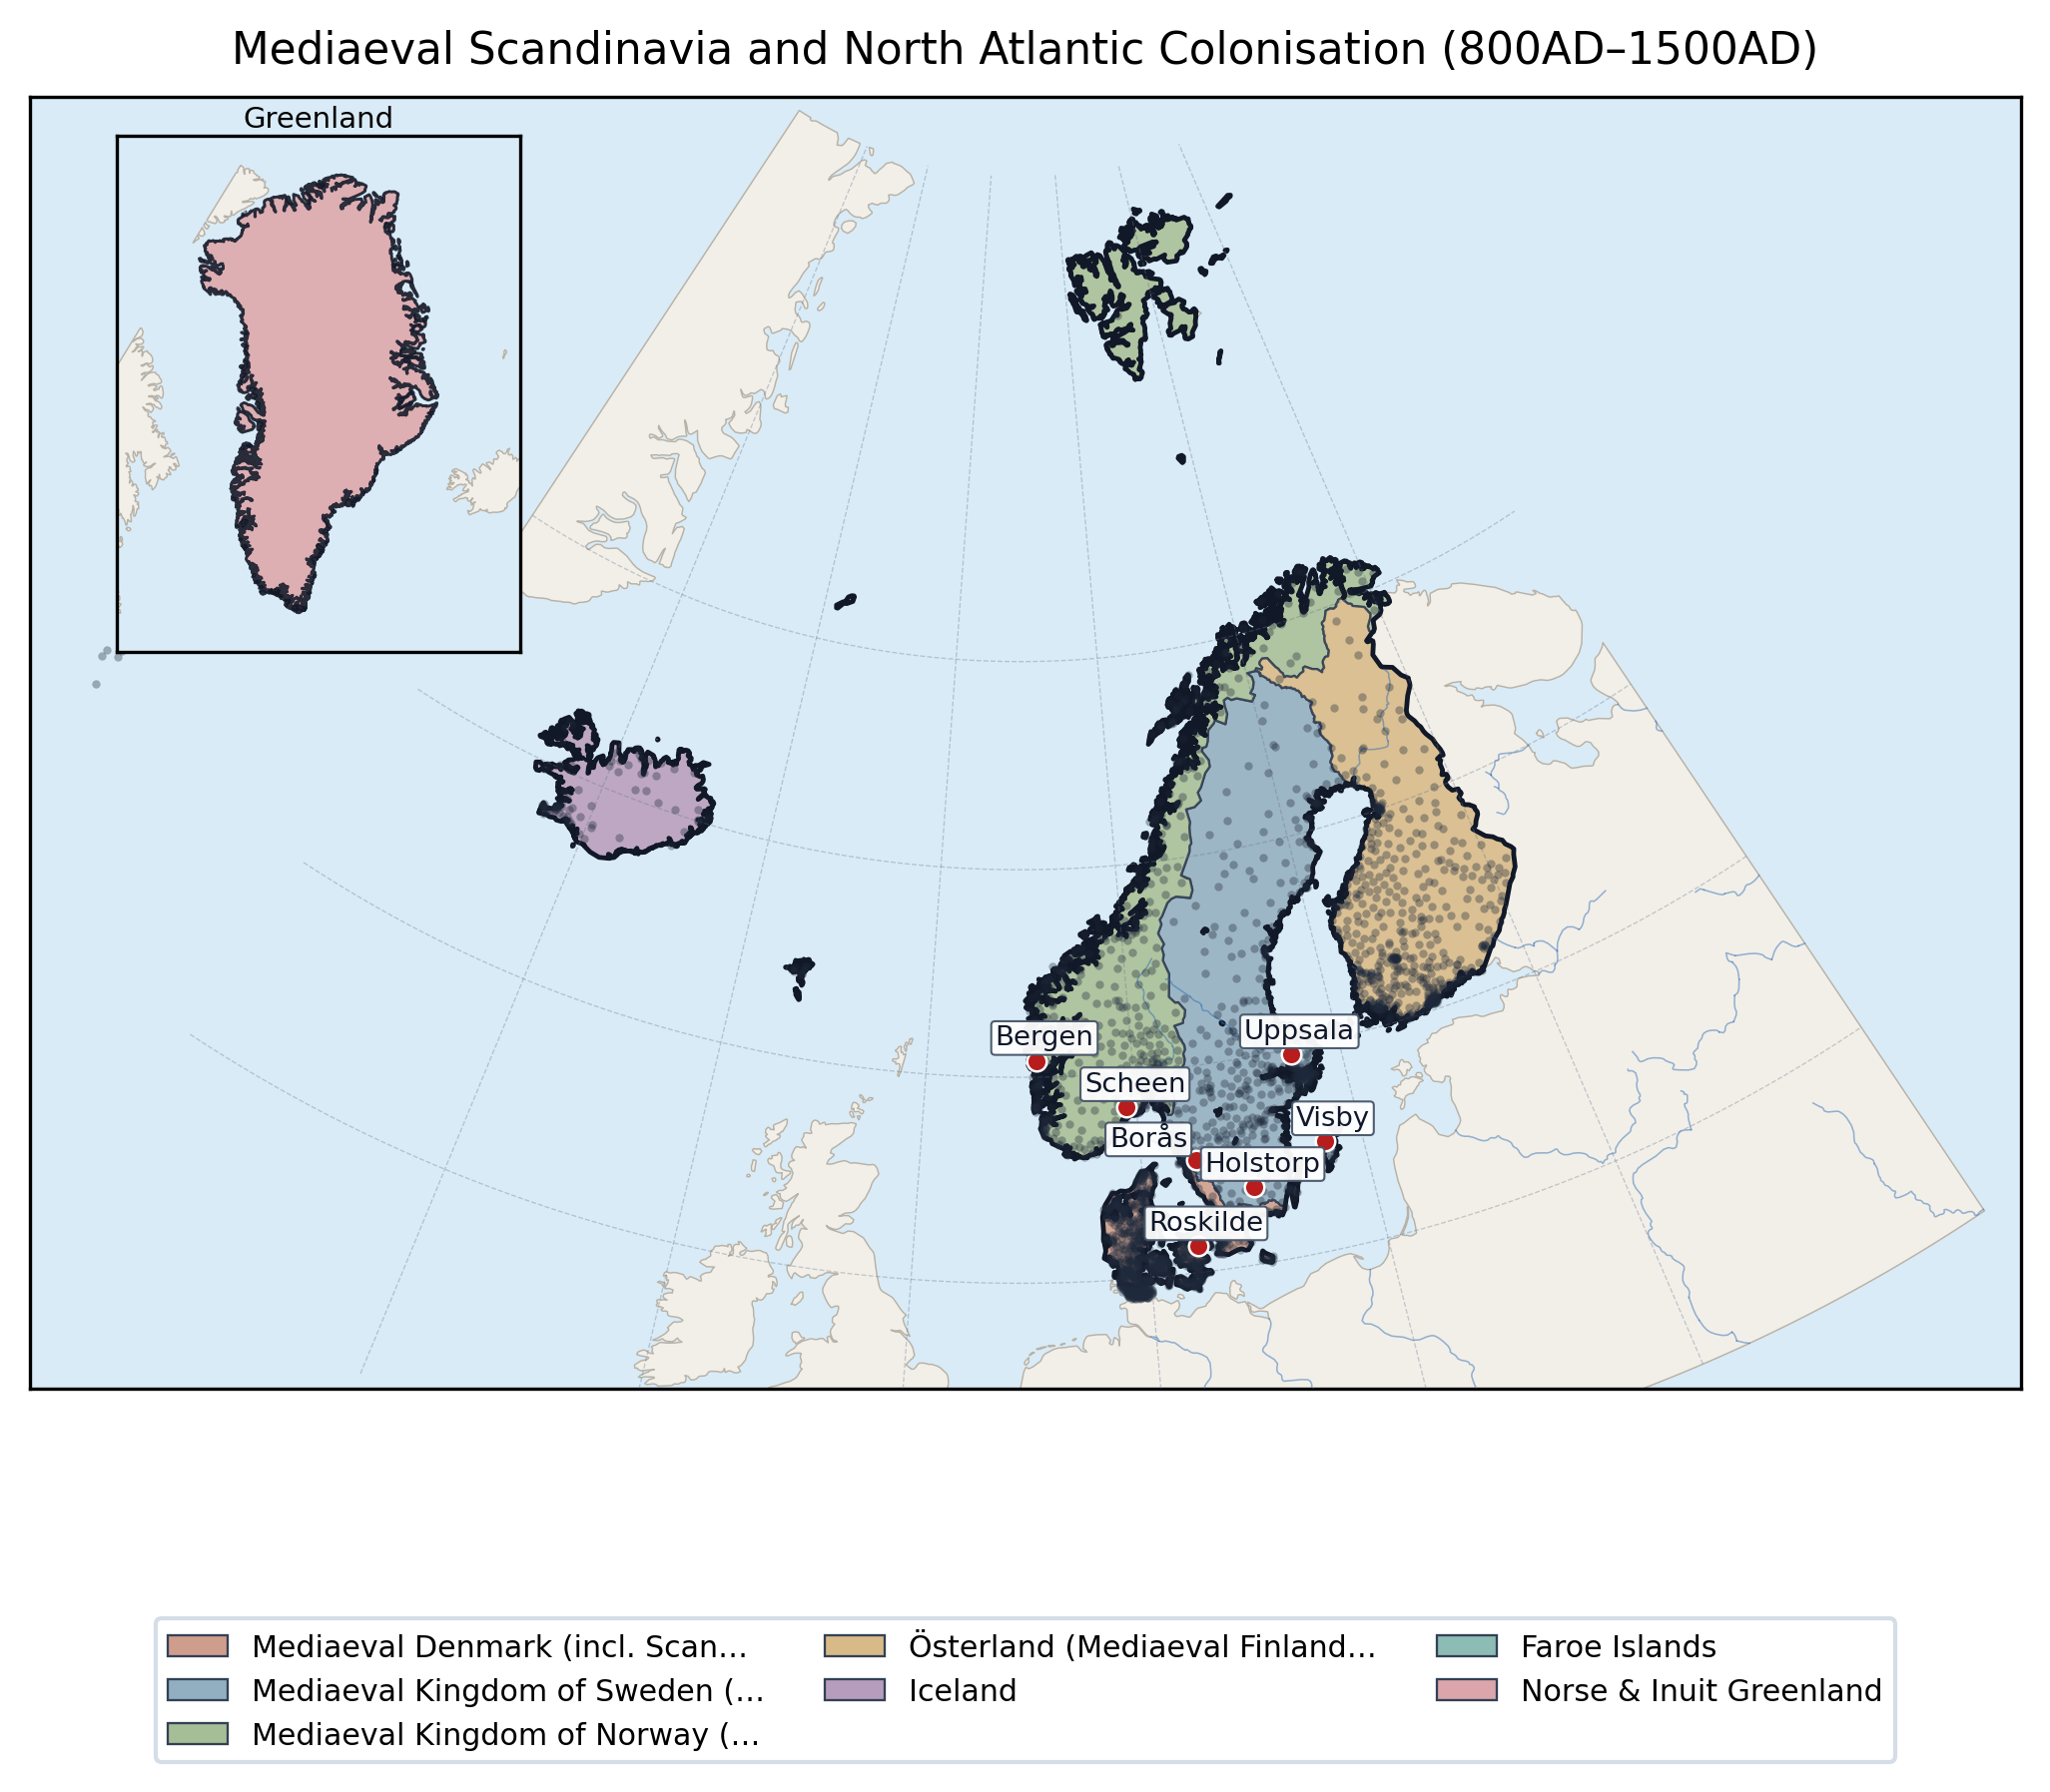 Mediaeval Scandinavia and North Atlantic Colonisation (800AD–1500AD)
Greenland
Bergen
Uppsala
Scheen
Visby
Borås
Holstorp
Roskilde
Mediaeval Denmark (incl. Scan...
Mediaeval Kingdom of Sweden (...
Mediaeval Kingdom of Norway (...
Österland (Mediaeval Finland...
Iceland
Faroe Islands
Norse & Inuit Greenland